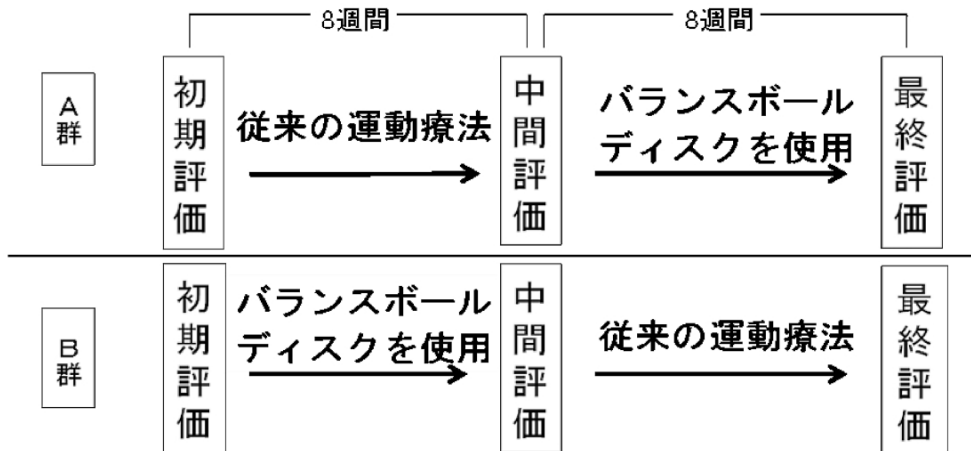 8週間
8週間
A群
初期評価
従来の運動療法
中間評価
バランスボール
ディスクを使用
最終評価
B群
初期評価
バランスボール
ディスクを使用
中間評価
従来の運動療法
最終評価